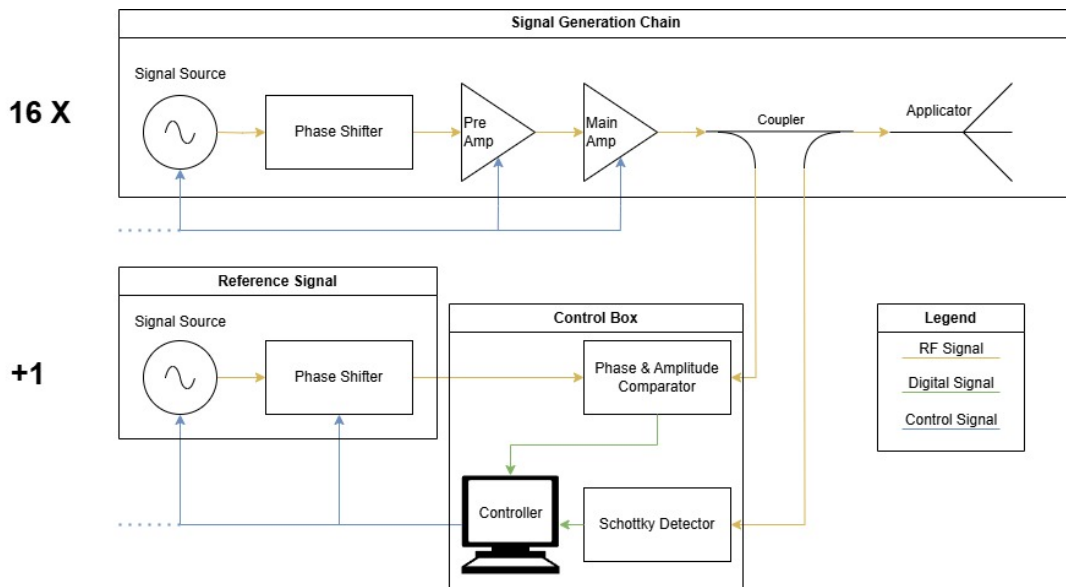 Signal Generation Chain
16 X
Signal Source
Phase Shifter
Pre
Amp
Main
Amp
Coupler
Applicator
Reference Signal
+1
Signal Source
Phase Shifter
Control Box
Phase & Amplitude
Comparator
Controller
Schottky Detector
Legend
RF Signal
Digital Signal
Control Signal